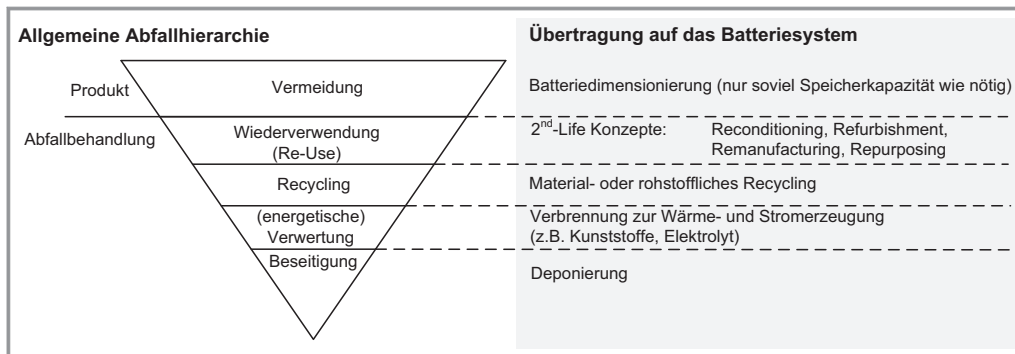 Allgemeine Abfallhierarchie
Übertragung auf das Batteriesystem
Produkt
Vermeidung
Batteriedimensionierung (nur soviel Speicherkapazität wie nötig)
Abfallbehandlung
Wiederverwendung
(Re-Use)
2nd-Life Konzepte: Reconditioning, Refurbishment,
Remanufacturing, Repurposing
Recycling
Material- oder rohstoffliches Recycling
(energetische)
Verwertung
Verbrennung zur Wärme- und Stromerzeugung
(z.B. Kunststoffe, Elektrolyt)
Beseitigung
Deponierung